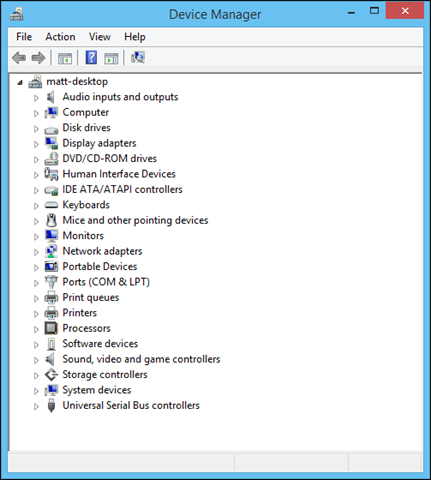 Device Manager
File Action View Help
matt-desktop
Audio inputs and outputs
Computer
Disk drives
Display adapters
DVD/CD-ROM drives
Human Interface Devices
IDE ATA/ATAPI controllers
Keyboards
Mice and other pointing devices
Monitors
Network adapters
Portable Devices
Ports (COM & LPT)
Print queues
Printers
Processors
Software devices
Sound, video and game controllers
Storage controllers
System devices
Universal Serial Bus controllers